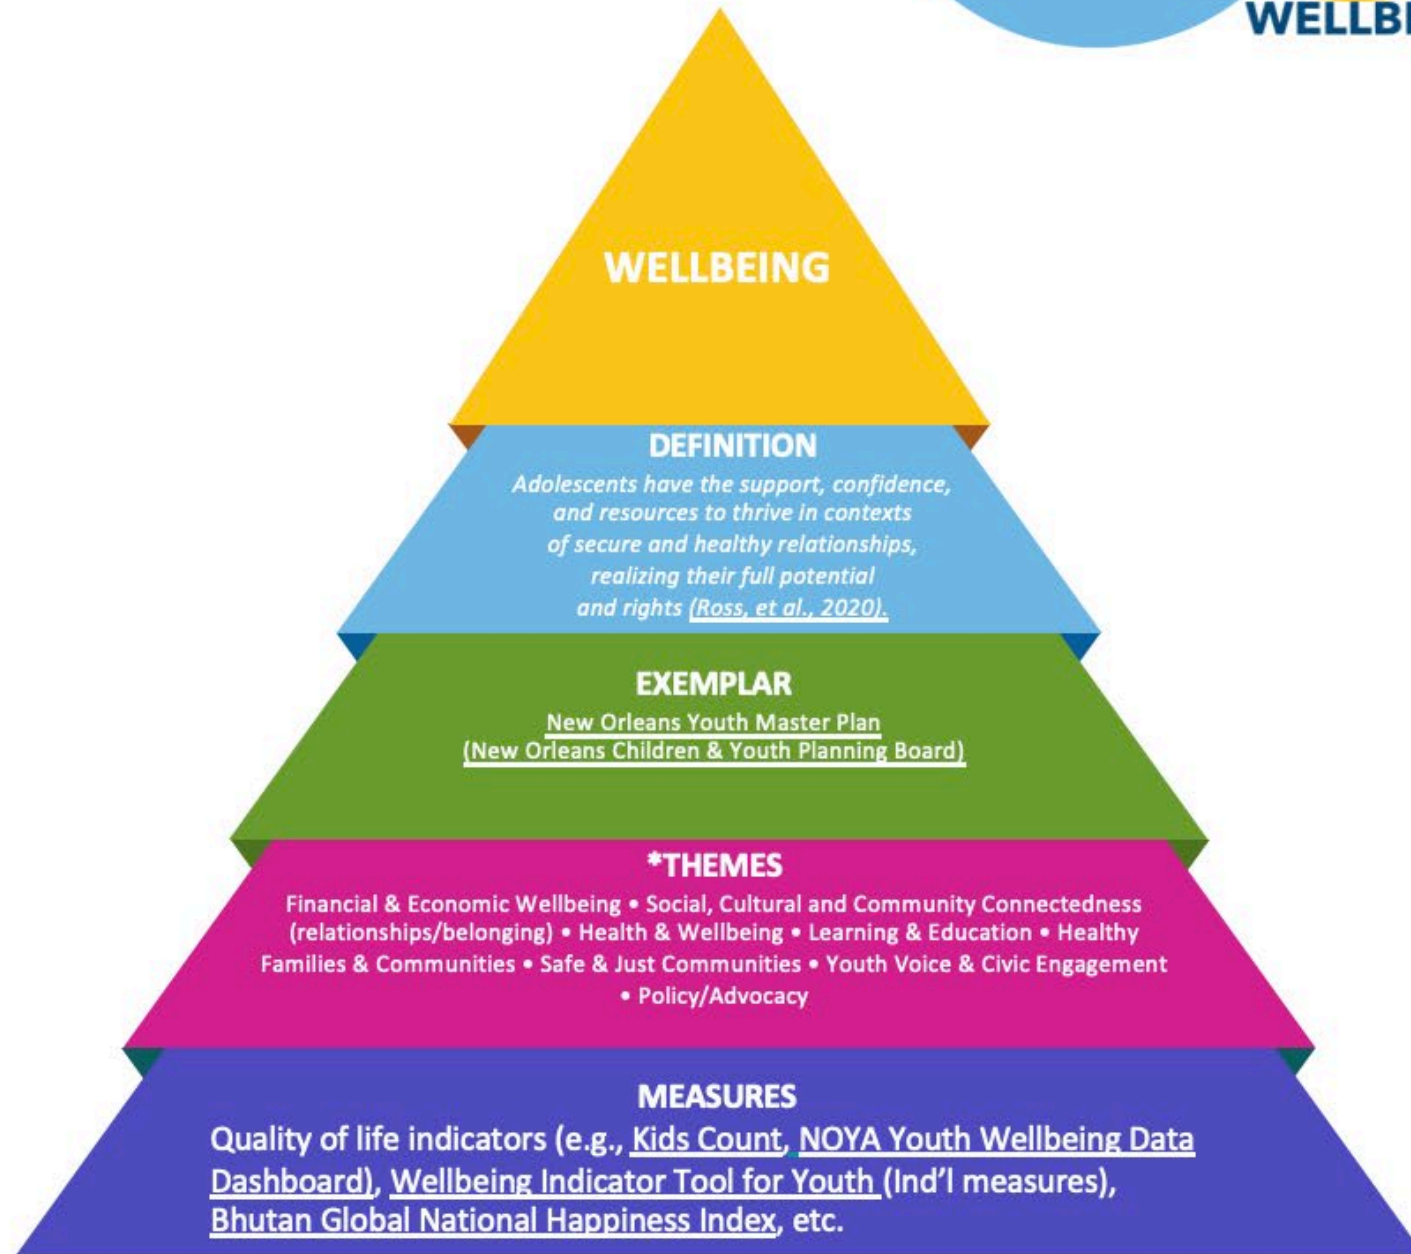 WELLBE
WELLBEING
DEFINITION
Adolescents have the support, confidence,
and resources to thrive in contexts
of secure and healthy relationships,
realizing their full potential
and rights (Ross, et al., 2020).
EXEMPLAR
New Orleans Youth Master Plan
(New Orleans Children & Youth Planning Board)
*THEMES
Financial & Economic Wellbeing • Social, Cultural and Community Connectedness
(relationships/belonging) • Health & Wellbeing • Learning & Education • Healthy
Families & Communities • Safe & Just Communities • Youth Voice & Civic Engagement
• Policy/Advocacy
MEASURES
Quality of life indicators (e.g., Kids Count, NOYA Youth Wellbeing Data
Dashboard), Wellbeing Indicator Tool for Youth (Ind'l measures),
Bhutan Global National Happiness Index, etc.